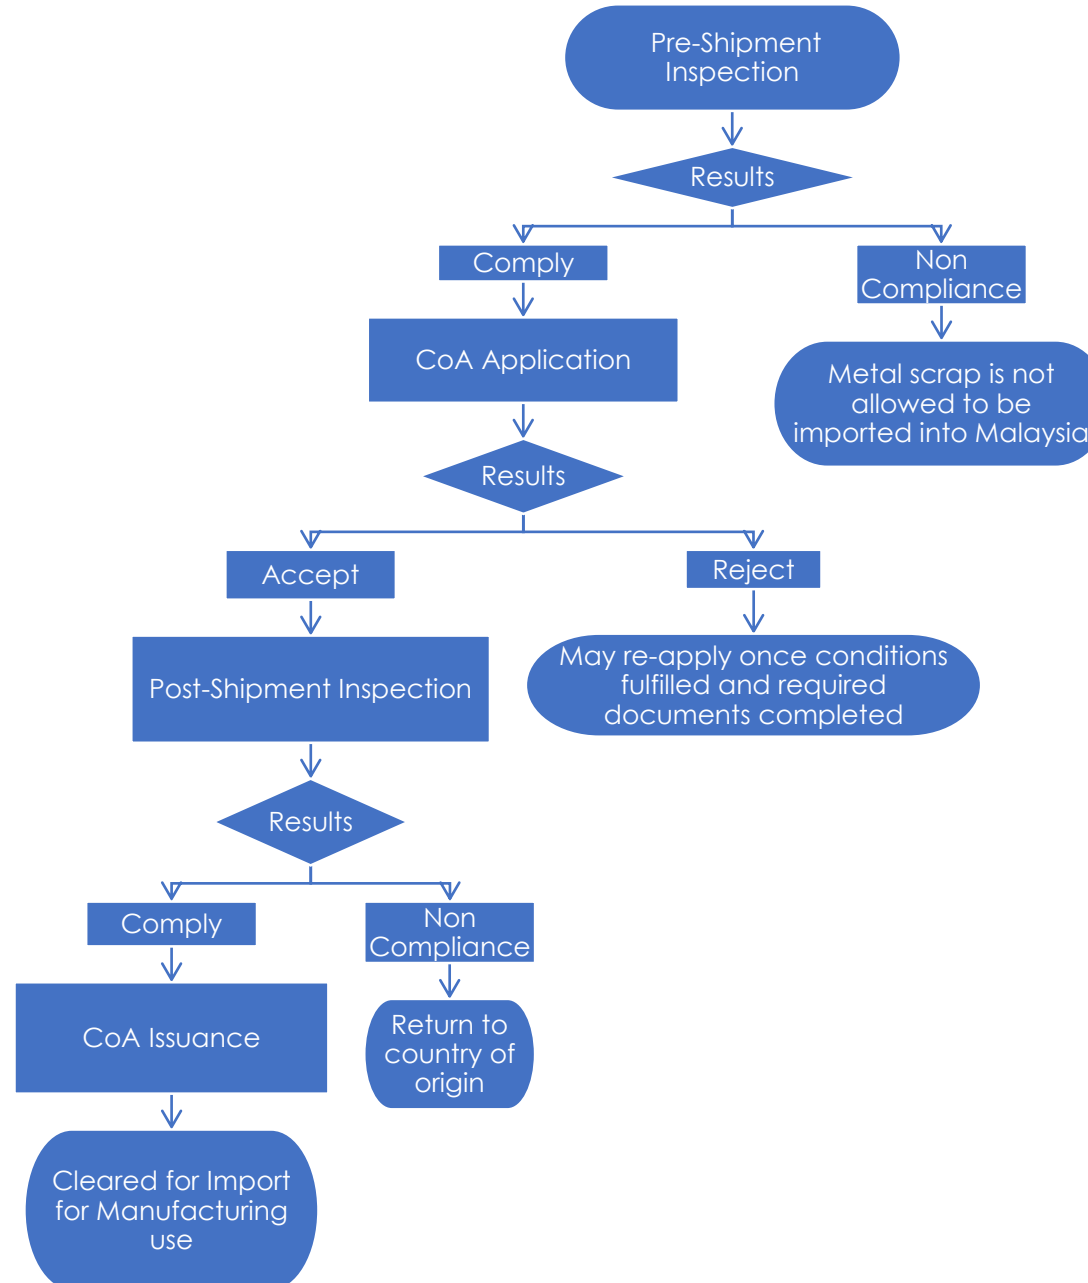 Pre-Shipment
Inspection
Results
Comply
Non
Compliance
CoA Application
Metal scrap is not
allowed to be
imported into Malaysia
Results
Accept
Reject
Post-Shipment Inspection
May re-apply once conditions
fulfilled and required
documents completed
Results
Comply
Non
Compliance
CoA Issuance
Return to
country of
origin
Cleared for Import
for Manufacturing
use